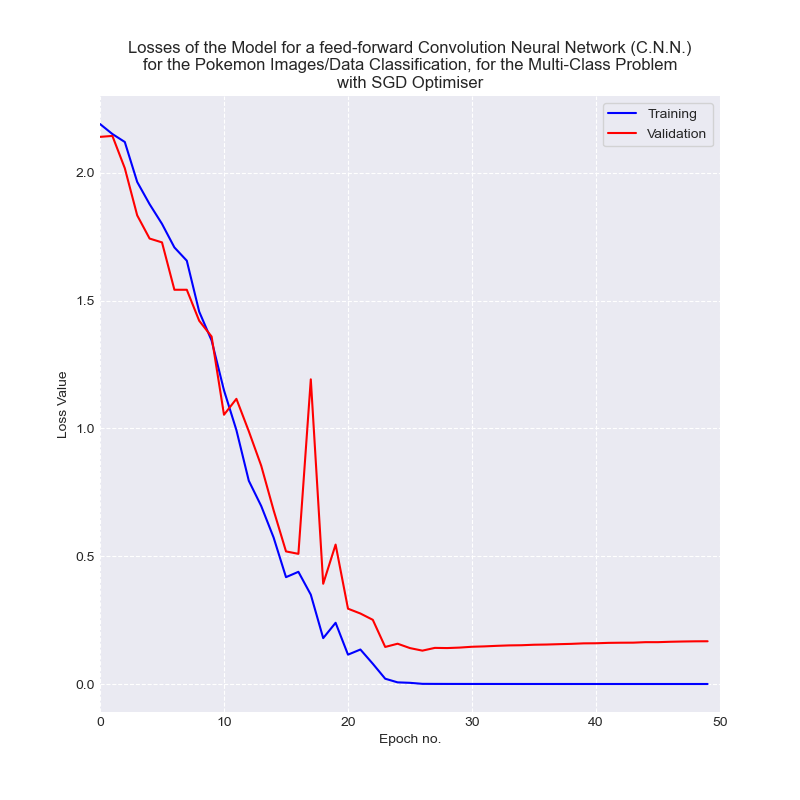 Losses of the Model for a feed-forward Convolution Neural Network (C.N.N.)
for the Pokemon Images/Data Classification, for the Multi-Class Problem
with SGD Optimiser
Training
Validation
2.0
1.5
1.0
0.5
0.0
Loss Value
0 10 20 30 40 50
Epoch no.